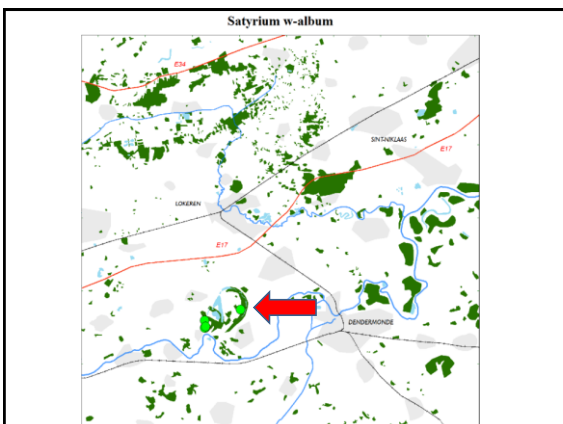 Satyrium w-album
E34
SINT-NIKLAAS
E17
LOKEREN
E17
DENDERMONDE